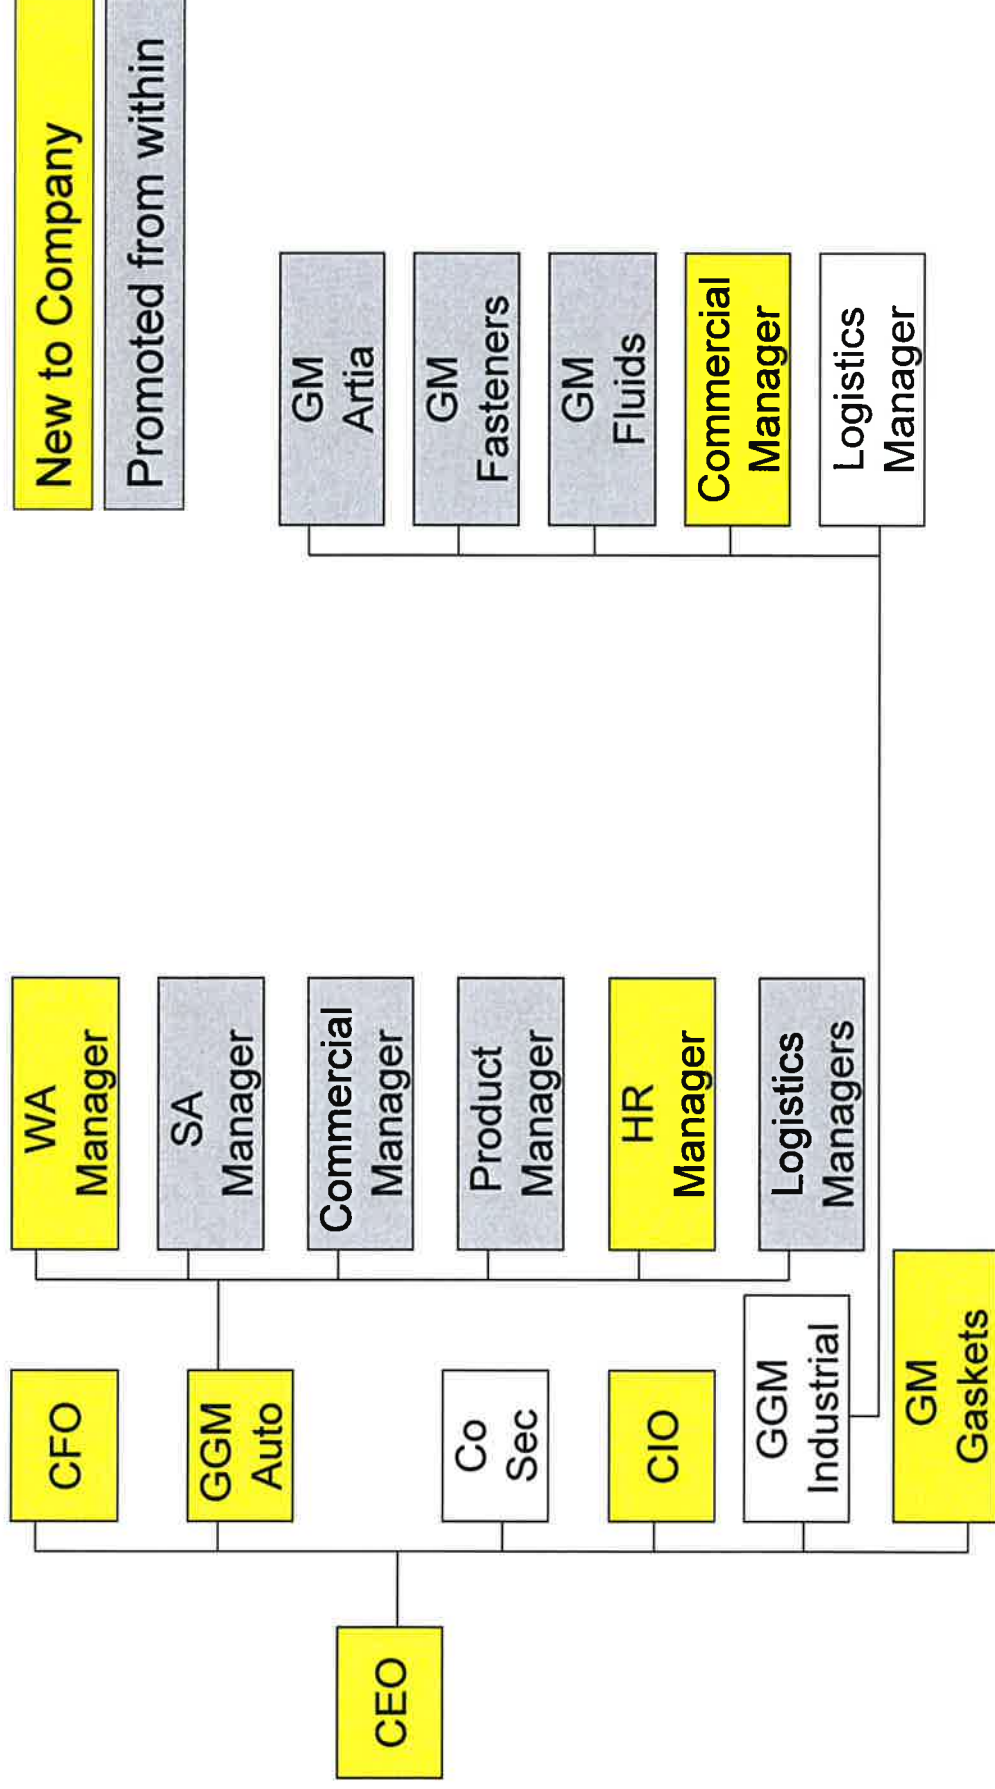 New to Company
Promoted from within
CEO
CFO
GGM
Auto
Co
Sec
CIO
GGM
Industrial
GM
Gaskets
WA
Manager
SA
Manager
Commercial
Manager
Product
Manager
HR
Manager
Logistics
Managers
GM
Artia
GM
Fasteners
GM
Fluids
Commercial
Manager
Logistics
Manager